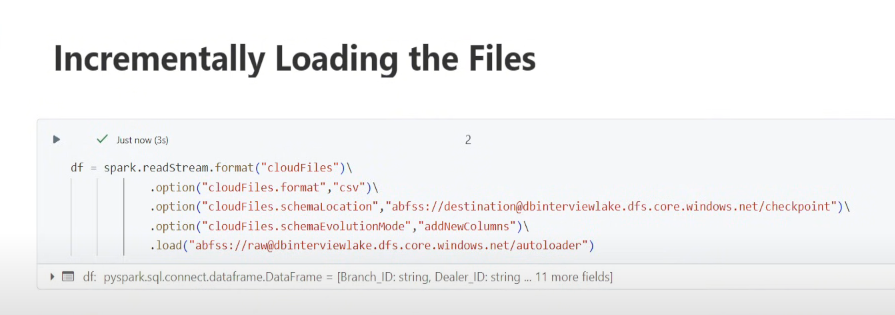 Incrementally Loading the Files
Just now (3s)
2
df = spark.readStream.format("cloudFiles")\
.option("cloudFiles.format","csv")\
.option("cloudFiles.schemaLocation","abfss://destination@dbinterviewlake.dfs.core.windows.net/checkpoint")\
.option("cloudFiles.schemaEvolutionMode","addNewColumns")\
.load("abfss://raw@dbinterviewlake.dfs.core.windows.net/autoloader")
df: pyspark.sql.connect.dataframe.DataFrame = [Branch_ID: string, Dealer_ID: string ... 11 more fields]